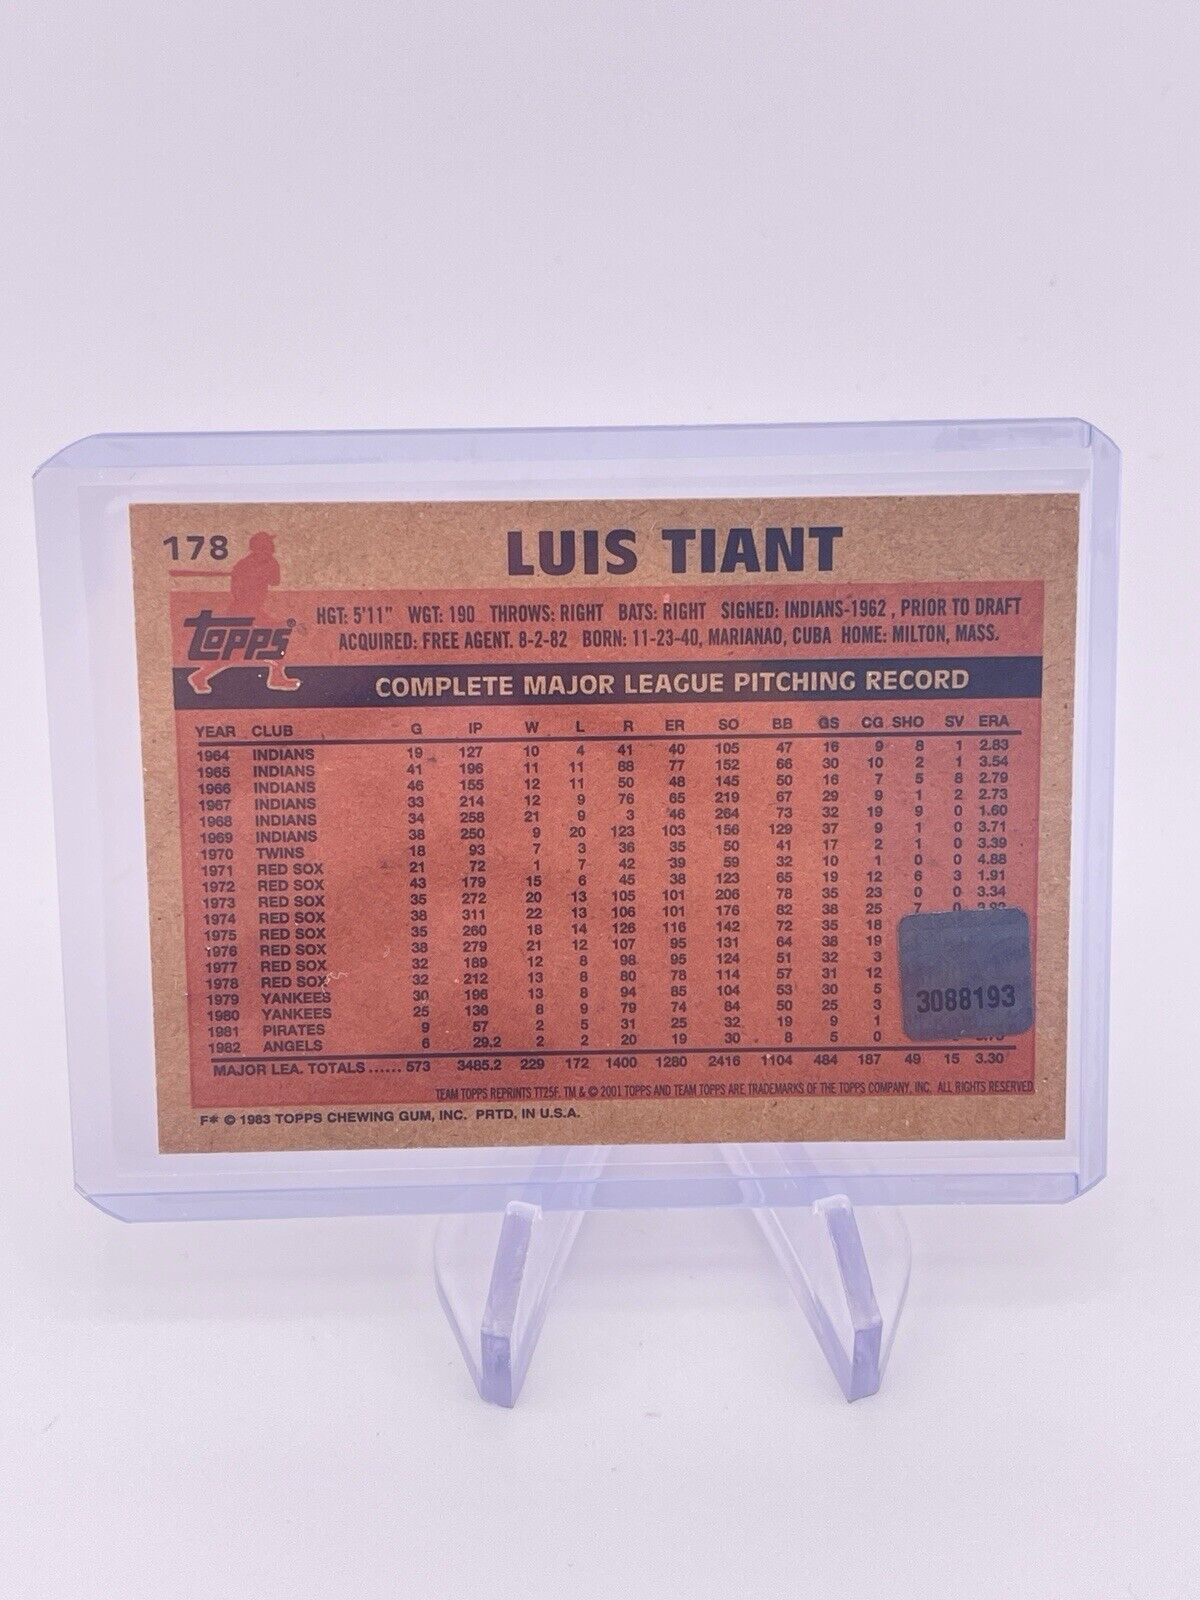 178
LUIS TIANT
topps®
HGT: 5'11" WGT: 190 THROWS: RIGHT BATS: RIGHT SIGNED: INDIANS-1962 , PRIOR TO DRAFT
ACQUIRED: FREE AGENT. 8-2-82 BORN: 11-23-40, MARIANAO, CUBA HOME: MILTON, MASS.
COMPLETE MAJOR LEAGUE PITCHING RECORD
YEAR CLUB G IP W L R ER SO BB GS CG SHO SV ERA
1964 INDIANS 19 127 10 4 41 40 105 47 16 9 8 1 2.83
1965 INDIANS 41 196 11 11 88 77 152 66 30 10 2 1 3.54
1966 INDIANS 46 155 12 11 50 48 145 50 16 7 5 8 2.79
1967 INDIANS 33 214 12 9 76 65 219 67 29 9 1 2 2.73
1968 INDIANS 34 258 21 9 3 46 264 73 32 19 9 0 1.60
1969 INDIANS 38 250 9 20 123 103 156 129 37 9 1 0 3.71
1970 TWINS 18 93 7 3 36 35 50 41 17 2 1 0 3.39
1971 RED SOX 21 72 1 7 42 39 59 32 10 1 0 0 4.88
1972 RED SOX 43 179 15 6 45 38 123 65 19 12 6 3 1.91
1973 RED SOX 35 272 20 13 105 101 206 78 35 23 0 0 3.34
1974 RED SOX 38 311 22 13 106 101 176 82 38 25 7 0
1975 RED SOX 35 260 18 14 126 116 142 72 35 18
1976 RED SOX 38 279 21 12 107 95 131 64 38 19
1977 RED SOX 32 189 12 8 98 95 124 51 32 3
1978 RED SOX 32 212 13 8 80 78 114 57 31 12
1979 YANKEES 30 196 13 8 94 85 104 53 30 5
1980 YANKEES 25 136 8 9 79 74 84 50 25 3
1981 PIRATES 9 57 2 5 31 25 32 19 9 1
1982 ANGELS 6 29.2 2 2 20 19 30 8 5 0
3088193
MAJOR LEA. TOTALS ...... 573 3485.2 229 172 1400 1280 2416 1104 484 187 49 15 3.30
TEAM TOPPS REPRINTS TT25F. TM & © 2001 TOPPS AND TEAM TOPPS ARE TRADEMARKS OF THE TOPPS COMPANY, INC. ALL RIGHTS RESERVED
F* © 1983 TOPPS CHEWING GUM, INC. PRTD. IN U.S.A.